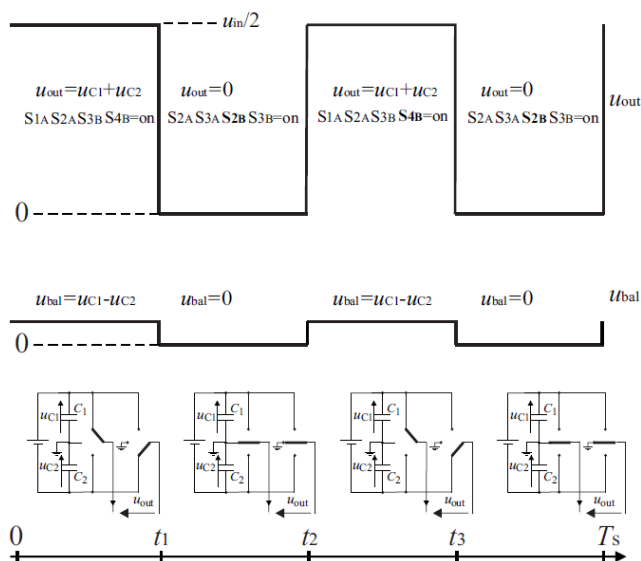 uin/2
uout=uC1+uC2 uout=0 uout=uC1+uC2 uout=0
S1A S2A S3B S4B=on S2A S3A S2B S3B=on S1A S2A S3B S4B=on S2A S3A S2B S3B=on
uout
0
ubal=uC1-uC2 ubal=0 ubal=uC1-uC2 ubal=0 ubal
0
uC1 C1 uC1 C1 uC1 C1 uC1 C1
uC2 C2 uC2 C2 uC2 C2 uC2 C2
uout uout uout uout
0 t1 t2 t3 Ts